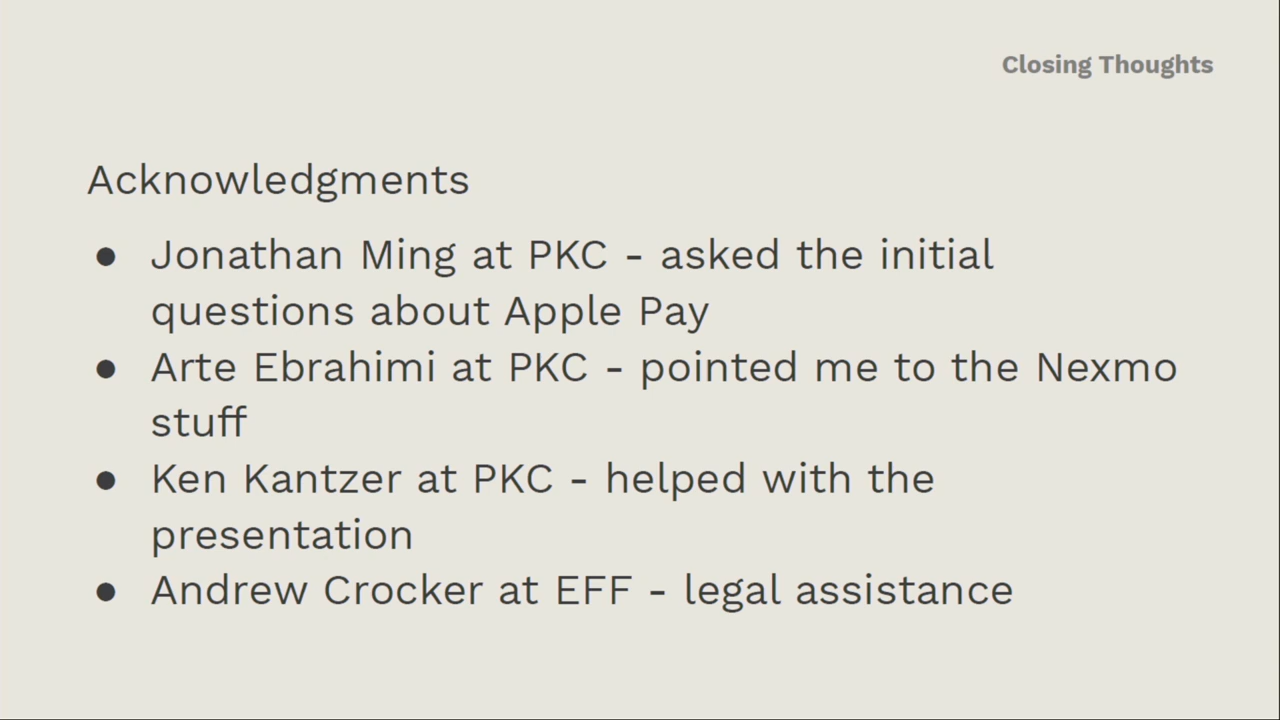 Closing Thoughts
Acknowledgments
● Jonathan Ming at PKC - asked the initial
questions about Apple Pay
● Arte Ebrahimi at PKC - pointed me to the Nexmo
stuff
● Ken Kantzer at PKC - helped with the
presentation
● Andrew Crocker at EFF - legal assistance